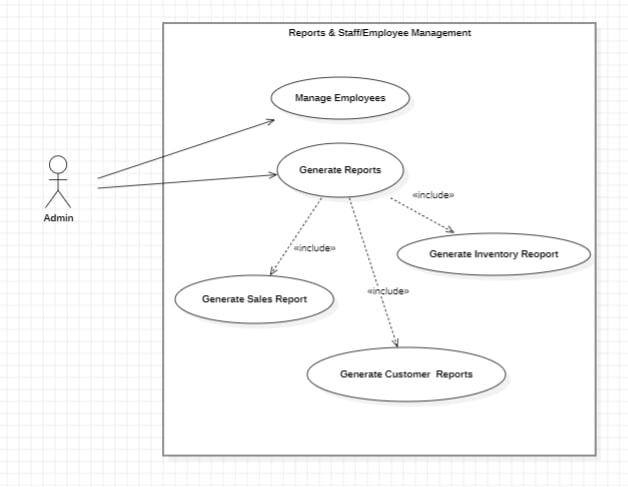 Reports & Staff/Employee Management
Manage Employees
Generate Reports
«include»
Admin
«include»
Generate Inventory Reoport
«include»
Generate Sales Report
Generate Customer  Reports